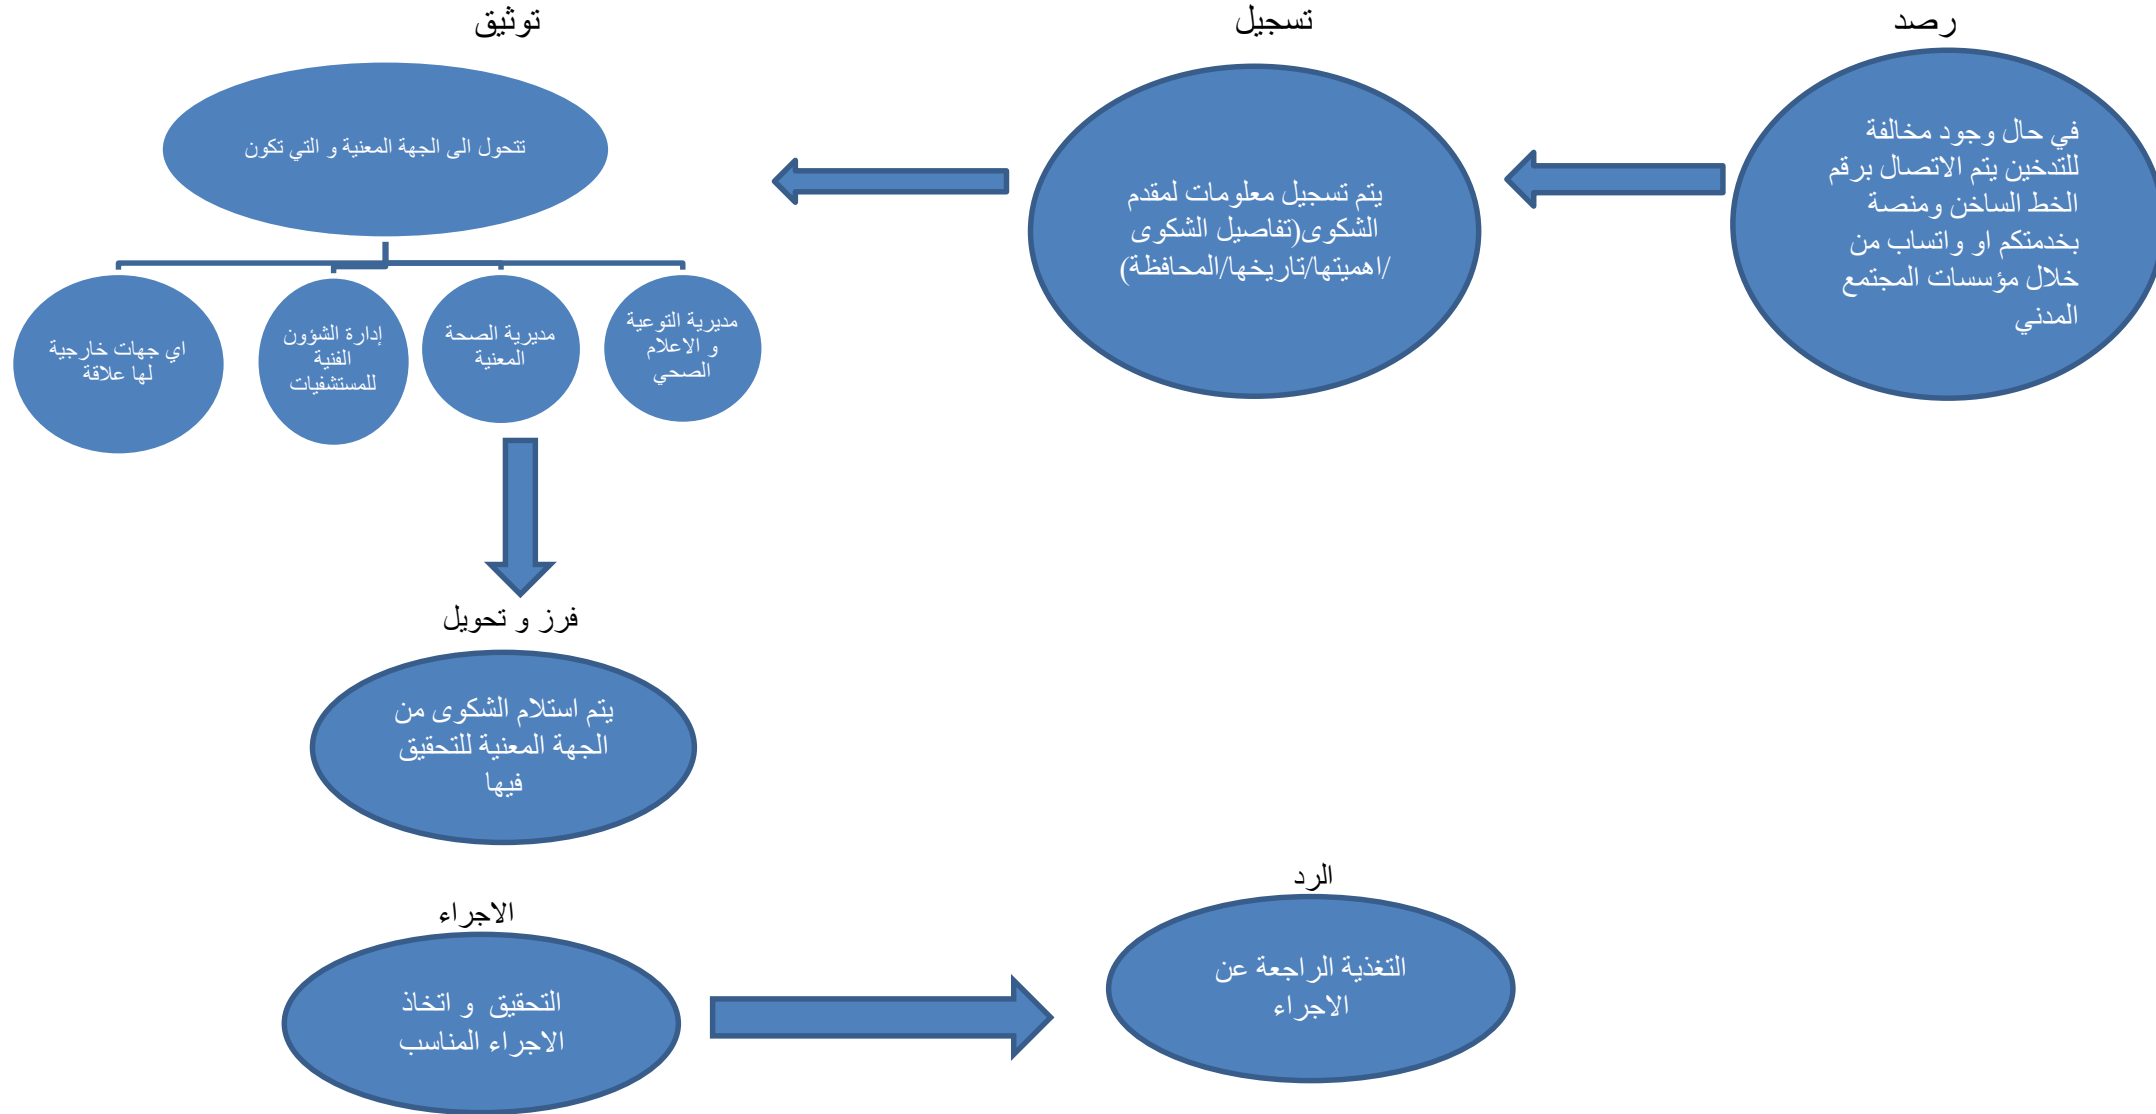 رصد
في حال وجود مخالفة
للتدخين يتم الاتصال برقم
الخط الساخن ومنصة
بخدمتكم او واتساب من
خلال مؤسسات المجتمع
المدني
تسجيل
يتم تسجيل معلومات لمقدم
الشكوى(تفاصيل الشكوى
/اهميتها/تاريخها/المحافظة)
توثيق
تتحول الى الجهة المعنية و التي تكون
مديرية التوعية
و الاعلام
الصحي
مديرية الصحة
المعنية
إدارة الشؤون
الفنية
للمستشفيات
اي جهات خارجية
لها علاقة
فرز و تحويل
يتم استلام الشكوى من
الجهة المعنية للتحقيق
فيها
الاجراء
التحقيق و اتخاذ
الاجراء المناسب
الرد
التغذية الراجعة عن
الاجراء